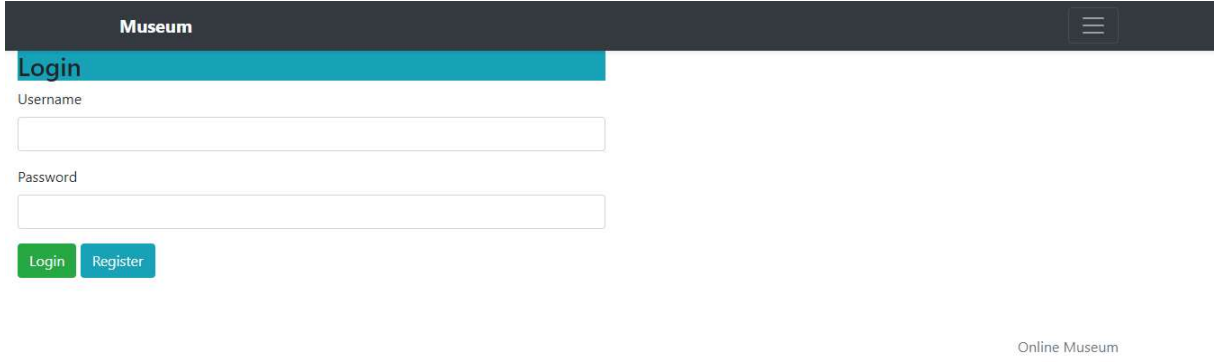 Museum
Login
Username
Password
Login Register
Online Museum